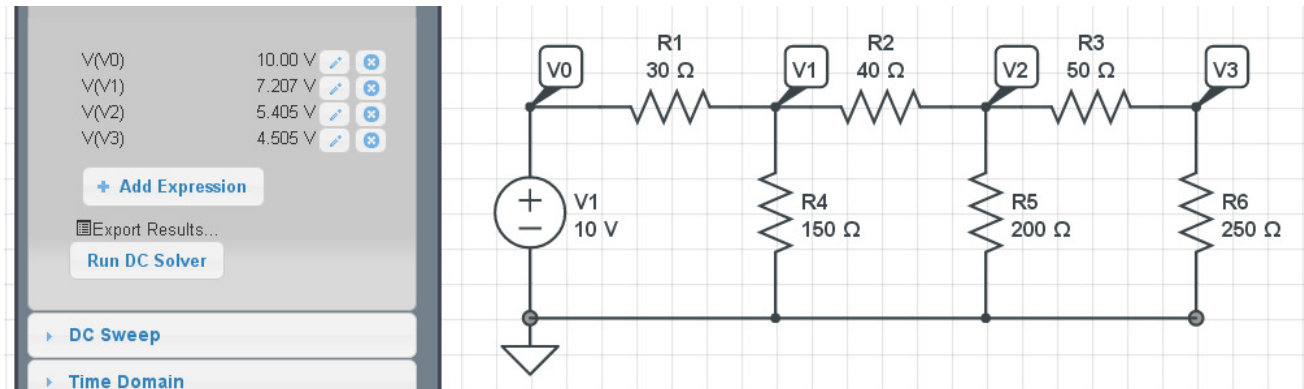 V(V0) 10.00 V
V(V1) 7.207 V
V(V2) 5.405 V
V(V3) 4.505 V
+ Add Expression
Export Results...
Run DC Solver
DC Sweep
Time Domain
V0
R1
30 Ω
V1
R2
40 Ω
V2
R3
50 Ω
V3
+
−
V1
10 V
R4
150 Ω
R5
200 Ω
R6
250 Ω